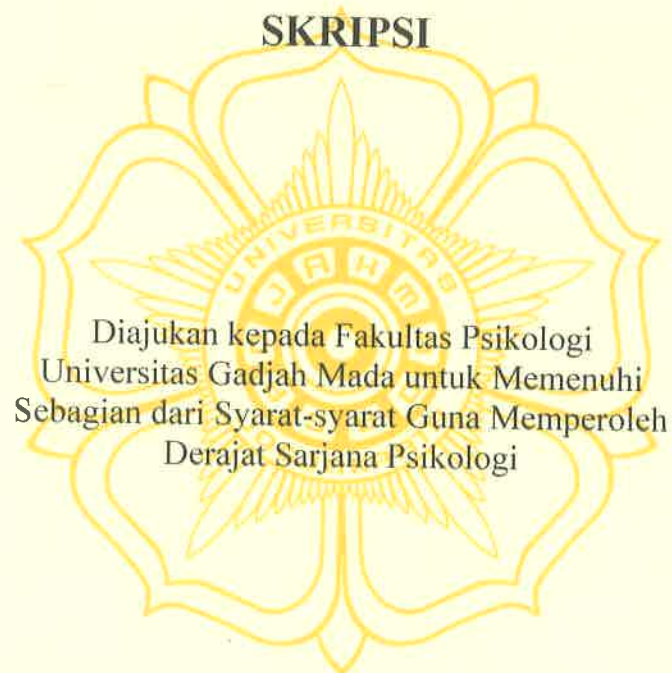 SKRIPSI
UNIVERSITAS
Diajukan kepada Fakultas Psikologi
Universitas Gadjah Mada untuk Memenuhi
Sebagian dari Syarat-syarat Guna Memperoleh
Derajat Sarjana Psikologi